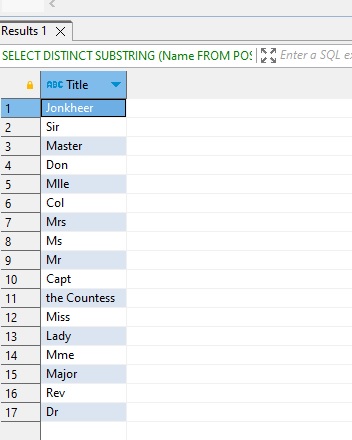 Results 1
SELECT DISTINCT SUBSTRING (Name FROM POS
Enter a SQL ex
ABC Title
1 Jonkheer
2 Sir
3 Master
4 Don
5 Mlle
6 Col
7 Mrs
8 Ms
9 Mr
10 Capt
11 the Countess
12 Miss
13 Lady
14 Mme
15 Major
16 Rev
17 Dr